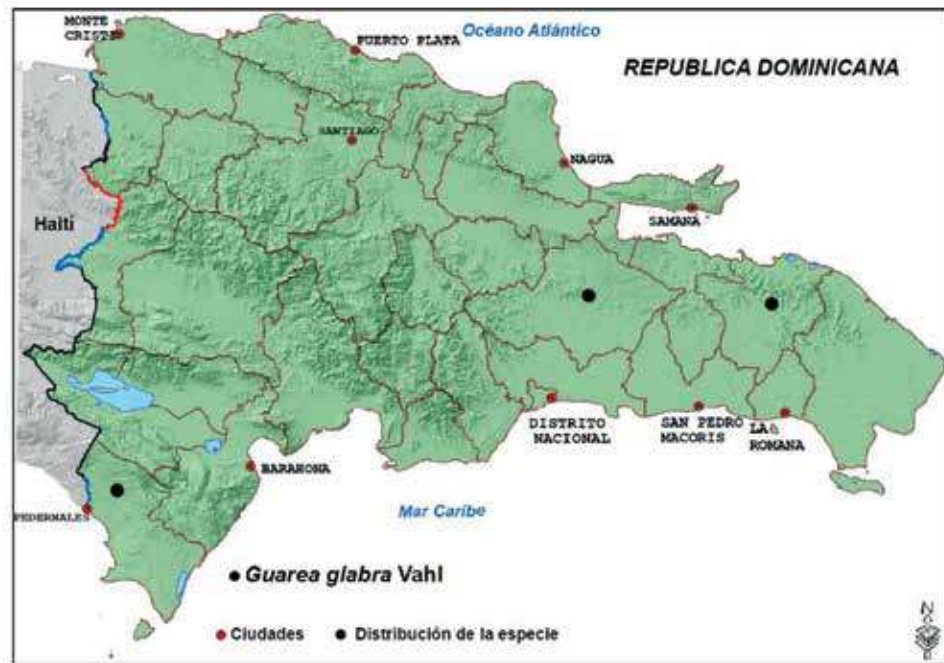 MONTE
CRISTI
PUERTO PLATA
Océano Atlántico
REPUBLICA DOMINICANA
SANTIAGO
NAGUA
SAMANA
Haití
DISTRITO
NACIONAL
SAN PEDRO
MACORIS
LA
ROMANA
BARAHONA
PEDERNALES
Mar Caribe
Guarea glabra Vahl
Ciudades
Distribución de la especie
N